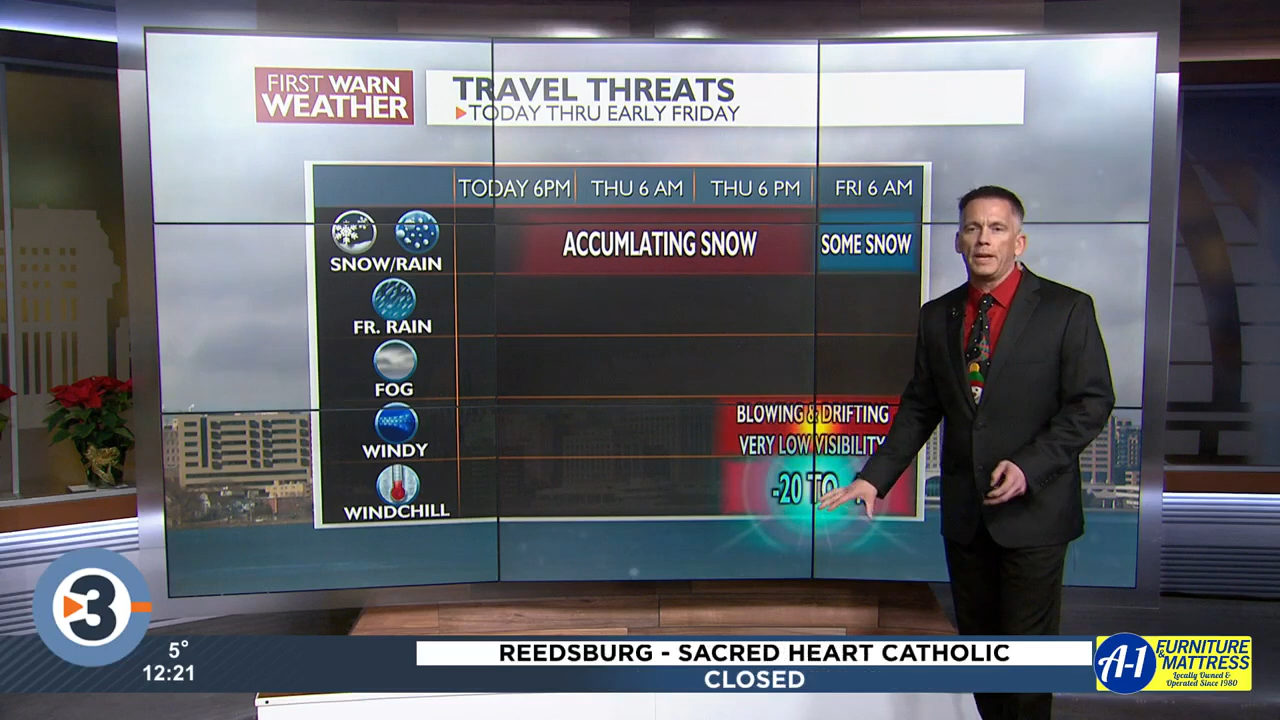 FIRST WARN
WEATHER
TRAVEL THREATS
TODAY THRU EARLY FRIDAY
TODAY 6PM
THU 6 AM
THU 6 PM
FRI 6 AM
SNOW/RAIN
ACCUMLATING SNOW
SOME SNOW
FR. RAIN
FOG
WINDY
BLOWING & DRIFTING
VERY LOW VISIBILITY
WINDCHILL
-20 TO
3
5°
12:21
REEDSBURG - SACRED HEART CATHOLIC
CLOSED
A-1
FURNITURE
& MATTRESS
Locally Owned &
Operated Since 1980